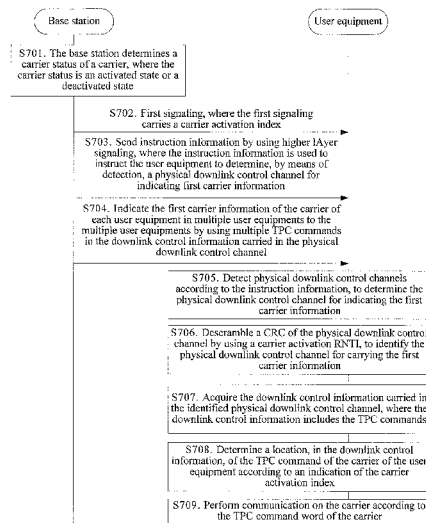 Base station
User equipment
S701. The base station determines a
carrier status of a carrier, where the
carrier status is an activated state or a
deactivated state
S702. First signaling, where the first signaling
carries a carrier activation index
S703. Send instruction information by using higher lAyer
signaling, where the instruction information is used to
instruct the user equipment to determine, by means of
detection, a physical downlink control channel for
indicating first carrier information
S704. Indicate the first carrier information of the carrier of
each user equipment in multiple user equipments to the
multiple user equipments by using multiple TPC commands
in the downlink control information carried in the physical
downlink control channel
S705. Detect physical downlink control channels
according to the instruction information, to determine the
physical downlink control channel for indicating the first
carrier information
S706. Descramble a CRC of the physical downlink control
channel by using a carrier activation RNTI, to identify the
physical downlink control channel for carrying the first
carrier information
S707. Acquire the downlink control information carried in
the identified physical downlink control channel, where the
downlink control information includes the TPC commands
S708. Determine a location, in the downlink control
information, of the TPC command of the carrier of the user
equipment according to an indication of the carrier
activation index
S709. Perform communication on the carrier according to
the TPC command word of the carrier